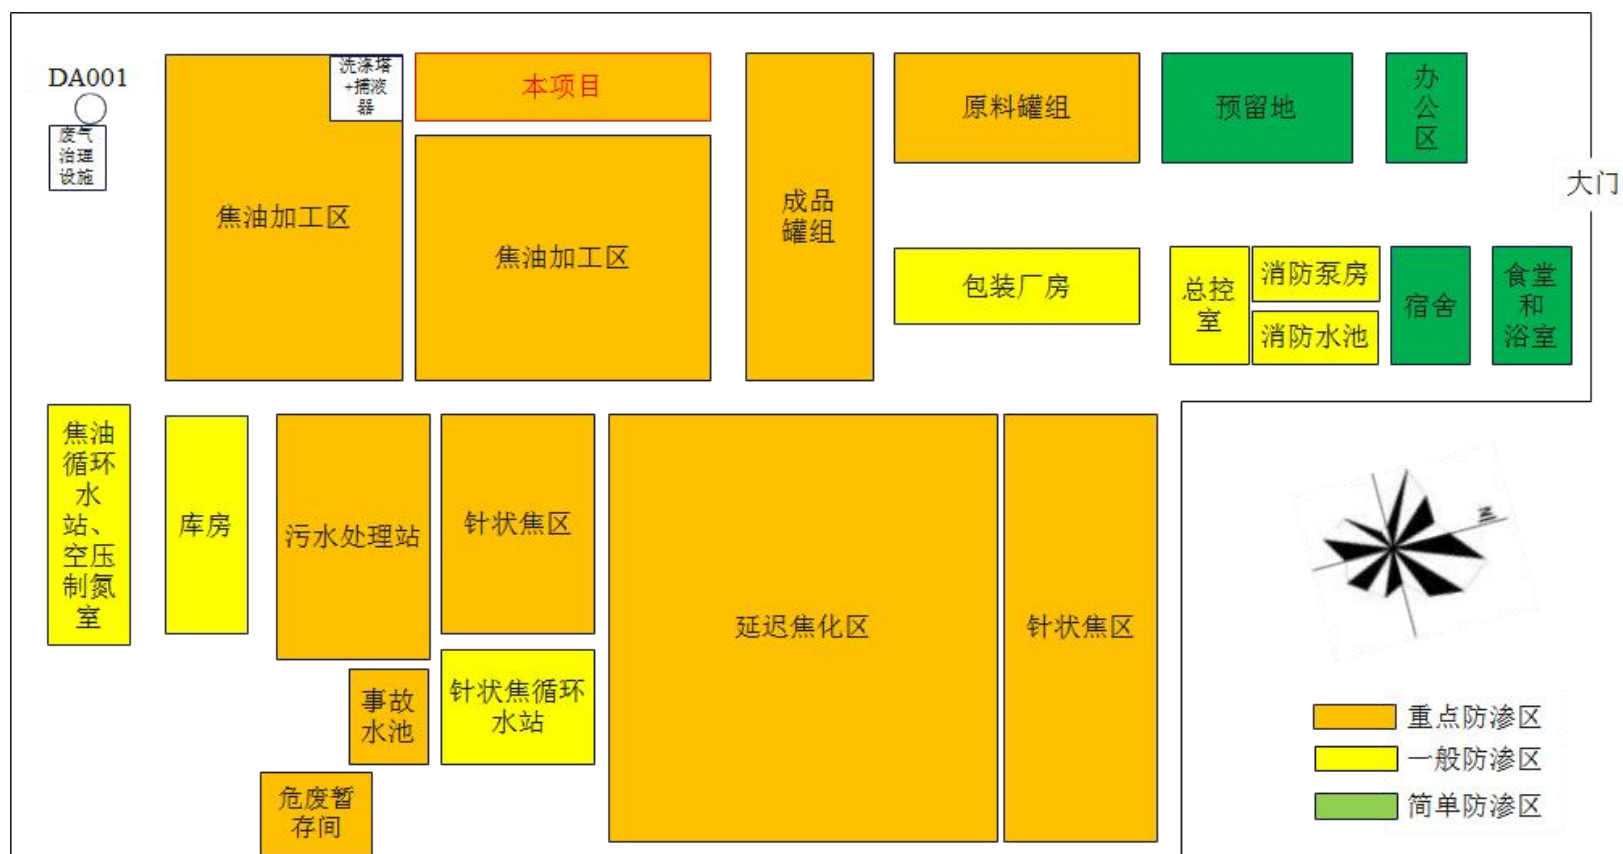 DA001
废气
治理
设施
洗涤塔
+捕液
器
焦油加工区
本项目
焦油加工区
成品
罐组
原料罐组
预留地
办
公
区
大门
包装厂房
总控
室
消防泵房
消防水池
宿舍
食堂
和
浴室
焦油
循环
水
站、
空压
制氮
室
库房
污水处理站
针状焦区
延迟焦化区
针状焦区
事故
水池
针状焦循环
水站
危废暂
存间
N
重点防渗区
一般防渗区
简单防渗区